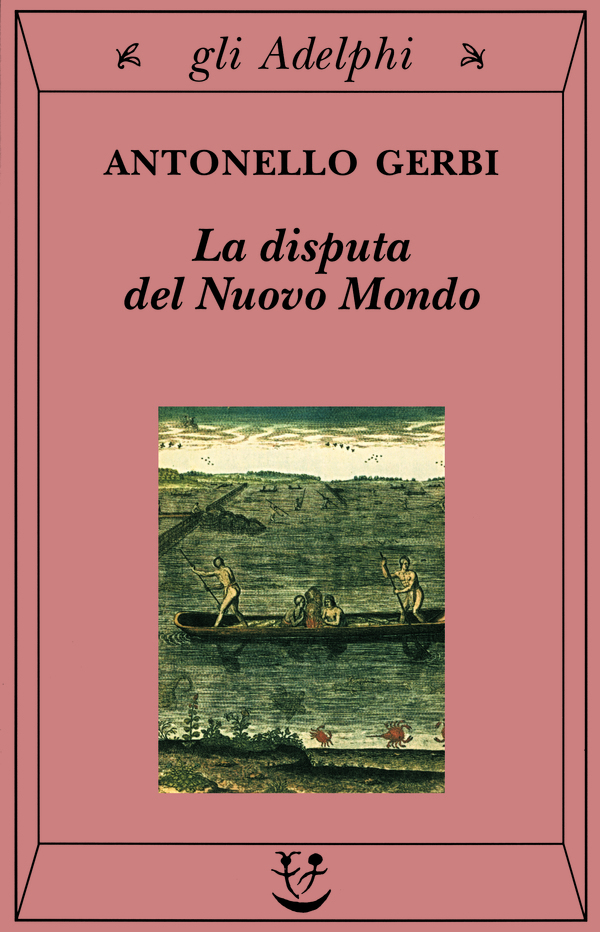 gli Adelphi
ANTONELLO GERBI
La disputa
del Nuovo Mondo